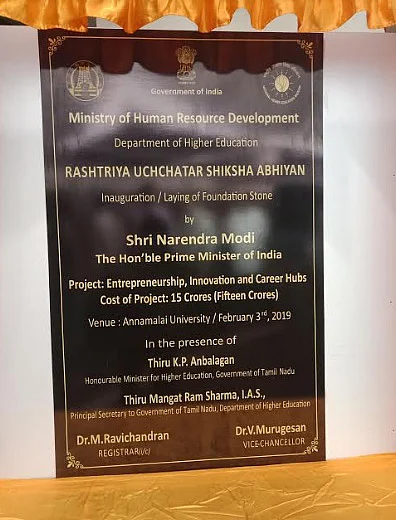 Government of India
Ministry of Human Resource Development
Department of Higher Education
RASHTRIYA UCHCHATAR SHIKSHA ABHIYAN
Inauguration / Laying of Foundation Stone
by
Shri Narendra Modi
The Hon'ble Prime Minister of India
Project: Entrepreneurship, Innovation and Career Hubs
Cost of Project: 15 Crores (Fifteen Crores)
Venue : Annamalai University / February 3rd, 2019
In the presence of
Thiru K.P. Anbalagan
Honourable Minister for Higher Education, Government of Tamil Nadu
Thiru Mangat Ram Sharma, I.A.S.,
Principal Secretary to Government of Tamil Nadu, Department of Higher Education
Dr.M.Ravichandran
REGISTRAR(i/c)
Dr.V.Murugesan
VICE-CHANCELLOR